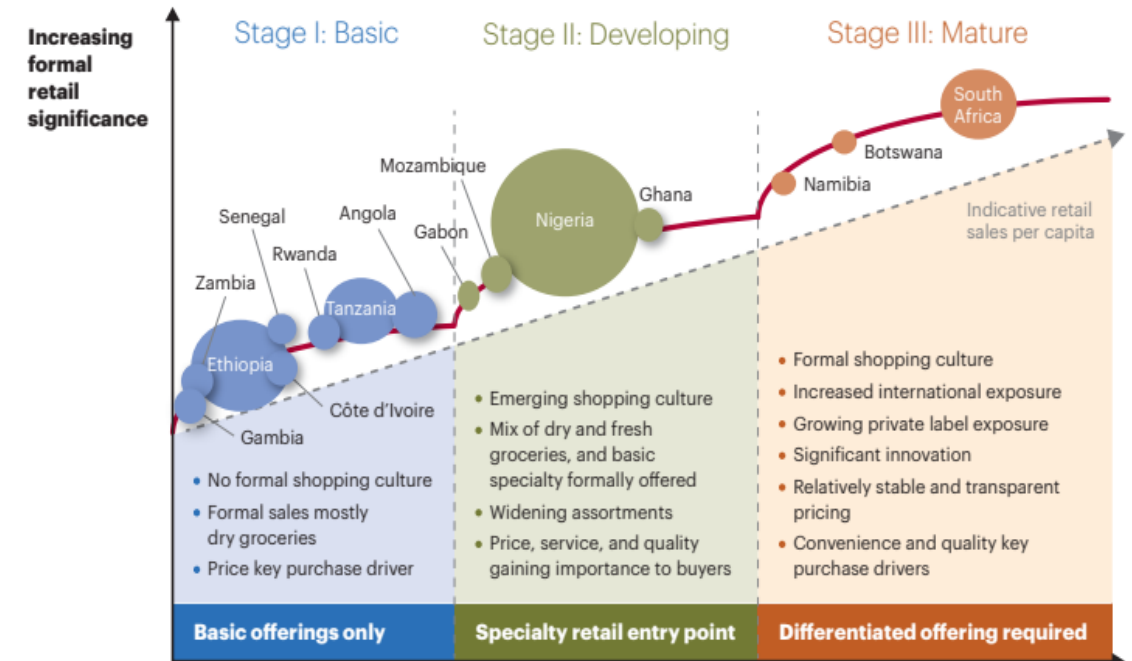 Increasing
formal
retail
significance
Stage I: Basic
Stage II: Developing
Stage III: Mature
South
Africa
Botswana
Namibia
Mozambique
Nigeria
Ghana
Gabon
Senegal
Angola
Rwanda
Zambia
Tanzania
Ethiopia
Côte d’Ivoire
Gambia
Indicative retail
sales per capita
• No formal shopping culture
• Formal sales mostly
dry groceries
• Price key purchase driver
• Emerging shopping culture
• Mix of dry and fresh
groceries, and basic
specialty formally offered
• Widening assortments
• Price, service, and quality
gaining importance to buyers
• Formal shopping culture
• Increased international exposure
• Growing private label exposure
• Significant innovation
• Relatively stable and transparent
pricing
• Convenience and quality key
purchase drivers
Basic offerings only
Specialty retail entry point
Differentiated offering required